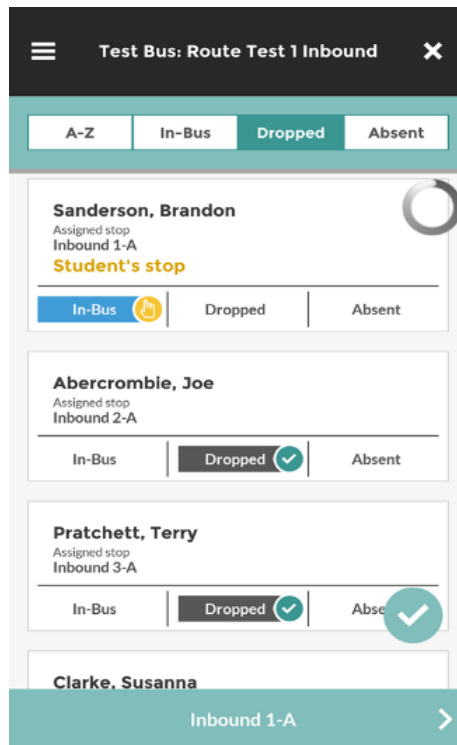 Test Bus: Route Test 1 Inbound
A-Z In-Bus Dropped Absent
Sanderson, Brandon
Assigned stop
Inbound 1-A
Student's stop
In-Bus Dropped Absent
Abercrombie, Joe
Assigned stop
Inbound 2-A
In-Bus Dropped Absent
Pratchett, Terry
Assigned stop
Inbound 3-A
In-Bus Dropped Abse
Clarke, Susanna
Inbound 1-A